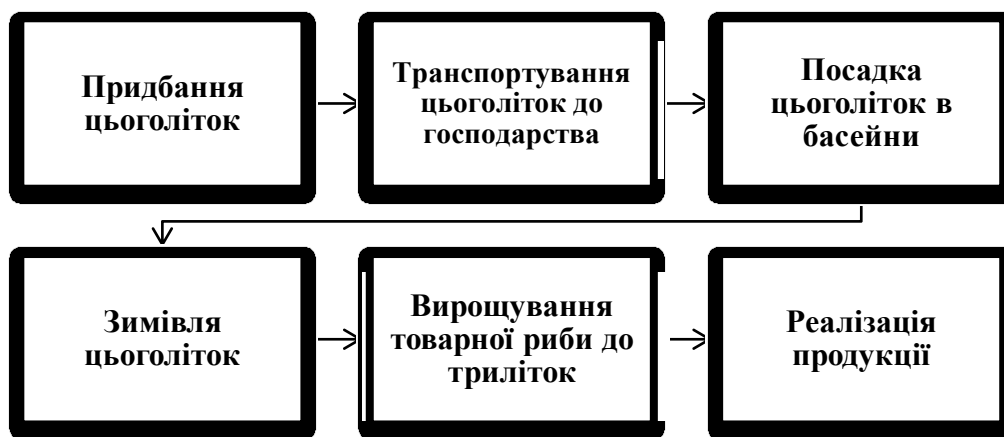 Придбання
цьоголіток
Транспортування
цьоголіток до
господарства
Посадка
цьоголіток в
басейни
Зимівля
цьоголіток
Вирощування
товарної риби до
триліток
Реалізація
продукції